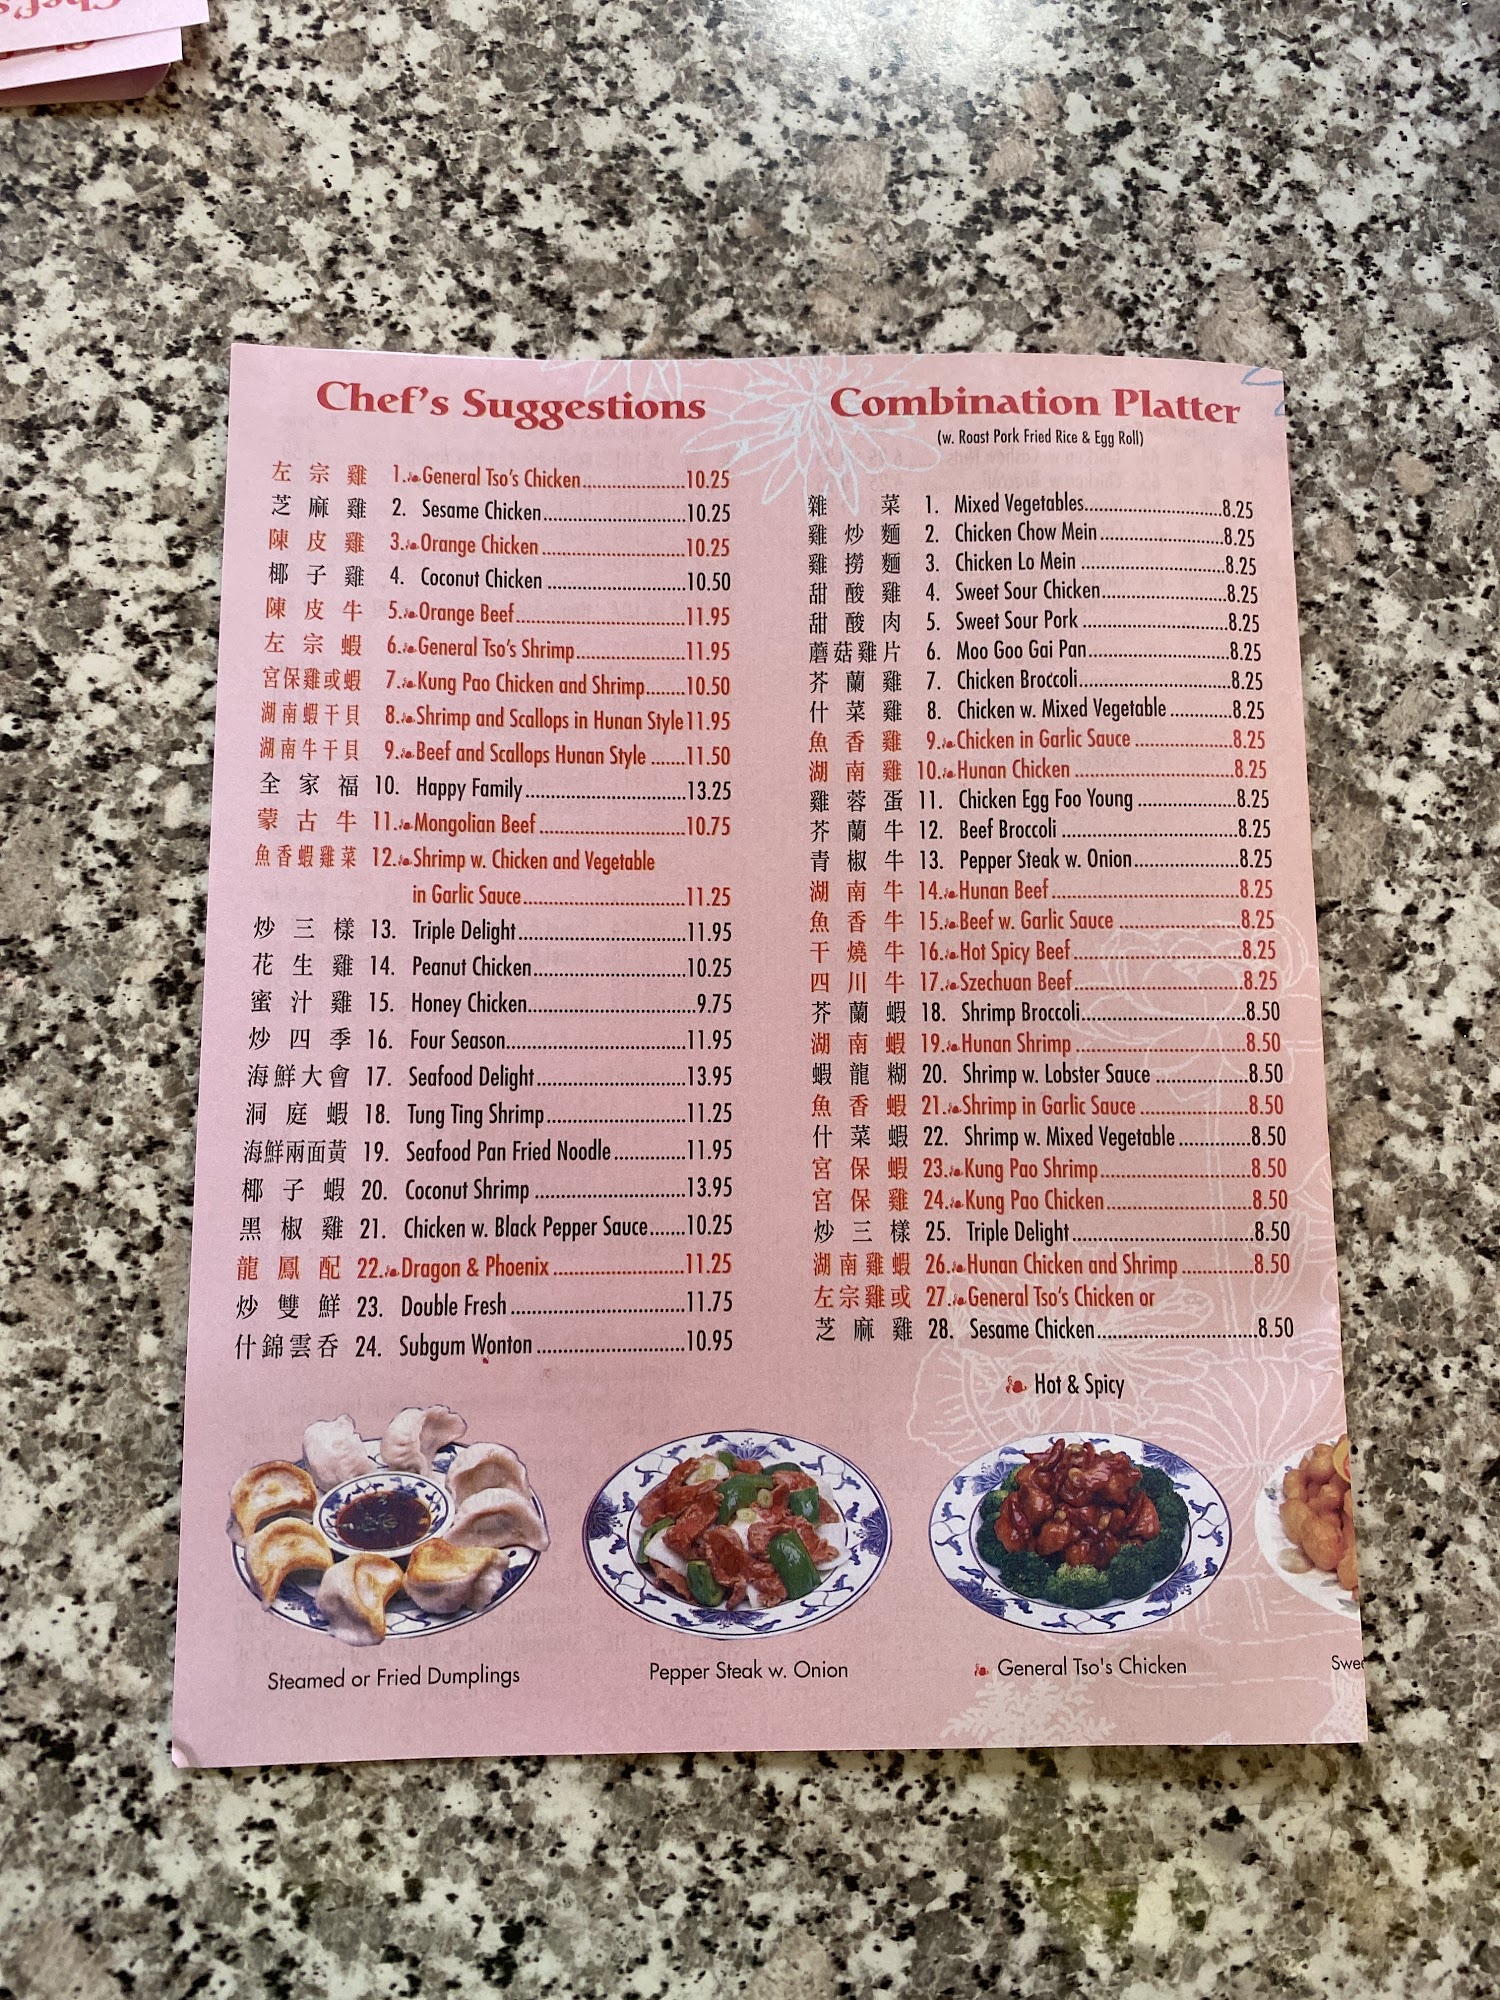 Chef's
Chef's Suggestions
左宗雞 1. General Tso's Chicken 10.25
芝麻雞 2. Sesame Chicken 10.25
陳皮雞 3. Orange Chicken 10.25
椰子雞 4. Coconut Chicken 10.50
陳皮牛 5. Orange Beef 11.95
左宗蝦 6. General Tso's Shrimp 11.95
宮保雞或蝦 7. Kung Pao Chicken and Shrimp 10.50
湖南蝦干貝 8. Shrimp and Scallops in Hunan Style 11.95
湖南牛干貝 9. Beef and Scallops Hunan Style 11.50
全家福 10. Happy Family 13.25
蒙古牛 11. Mongolian Beef 10.75
魚香蝦雞菜 12. Shrimp w. Chicken and Vegetable
in Garlic Sauce 11.25
炒三樣 13. Triple Delight 11.95
花生雞 14. Peanut Chicken 10.25
蜜汁雞 15. Honey Chicken 9.75
炒四季 16. Four Season 11.95
海鮮大會 17. Seafood Delight 13.95
洞庭蝦 18. Tung Ting Shrimp 11.25
海鮮兩面黃 19. Seafood Pan Fried Noodle 11.95
椰子蝦 20. Coconut Shrimp 13.95
黑椒雞 21. Chicken w. Black Pepper Sauce 10.25
龍鳳配 22. Dragon & Phoenix 11.25
炒雙鮮 23. Double Fresh 11.75
什錦雲吞 24. Subgum Wonton 10.95
Combination Platter
(w. Roast Pork Fried Rice & Egg Roll)
雜菜 1. Mixed Vegetables 8.25
雞炒麵 2. Chicken Chow Mein 8.25
雞撈麵 3. Chicken Lo Mein 8.25
甜酸雞 4. Sweet Sour Chicken 8.25
甜酸肉 5. Sweet Sour Pork 8.25
蘑菇雞片 6. Moo Goo Gai Pan 8.25
芥蘭雞 7. Chicken Broccoli 8.25
什菜雞 8. Chicken w. Mixed Vegetable 8.25
魚香雞 9. Chicken in Garlic Sauce 8.25
湖南雞 10. Hunan Chicken 8.25
雞蓉蛋 11. Chicken Egg Foo Young 8.25
芥蘭牛 12. Beef Broccoli 8.25
青椒牛 13. Pepper Steak w. Onion 8.25
湖南牛 14. Hunan Beef 8.25
魚香牛 15. Beef w. Garlic Sauce 8.25
干燒牛 16. Hot Spicy Beef 8.25
四川牛 17. Szechuan Beef 8.25
芥蘭蝦 18. Shrimp Broccoli 8.50
湖南蝦 19. Hunan Shrimp 8.50
蝦龍糊 20. Shrimp w. Lobster Sauce 8.50
魚香蝦 21. Shrimp in Garlic Sauce 8.50
什菜蝦 22. Shrimp w. Mixed Vegetable 8.50
宮保蝦 23. Kung Pao Shrimp 8.50
宮保雞 24. Kung Pao Chicken 8.50
炒三樣 25. Triple Delight 8.50
湖南雞蝦 26. Hunan Chicken and Shrimp 8.50
左宗雞或 27. General Tso's Chicken or
芝麻雞 28. Sesame Chicken 8.50
Hot & Spicy
Steamed or Fried Dumplings
Pepper Steak w. Onion
General Tso's Chicken